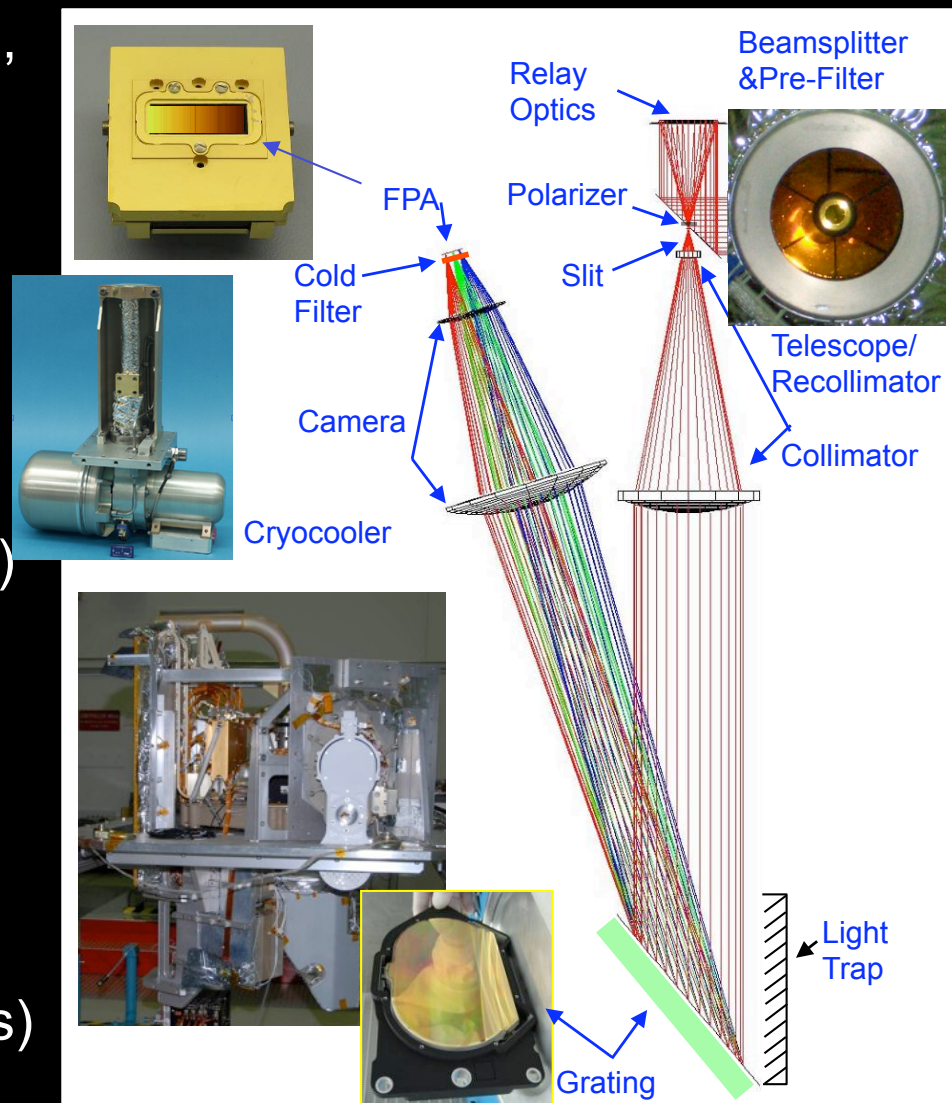 ,
)
s)
Beamsplitter
&Pre-Filter
Relay
Optics
Polarizer
FPA
Slit
Cold
Filter
Telescope/
Recollimator
Camera
Collimator
Cryocooler
Light
Trap
Grating